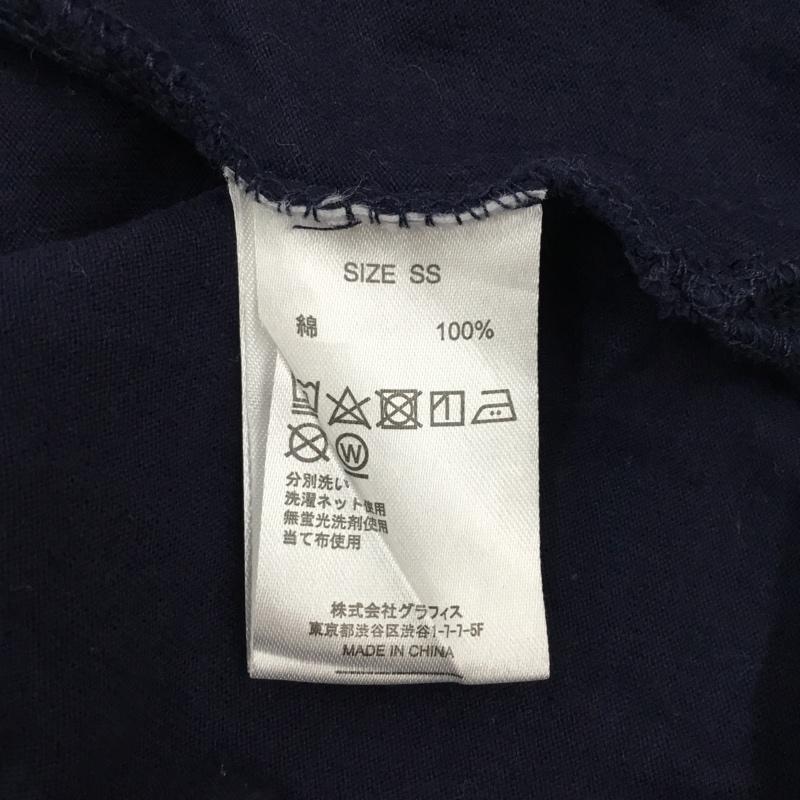 SIZE SS
綿 100%
W
分別洗い
洗濯ネット使用
無蛍光洗剤使用
当て布使用
株式会社グラフィス
東京都渋谷区渋谷1-7-7-5F
MADE IN CHINA